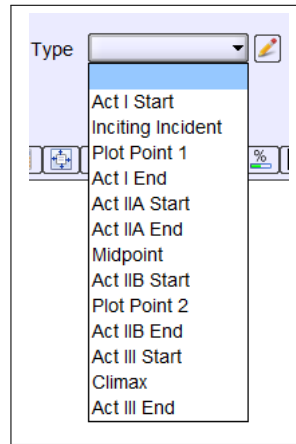 Type
Act I Start
Inciting Incident
Plot Point 1
Act I End
Act IIA Start
Act IIA End
Midpoint
Act IIB Start
Plot Point 2
Act IIB End
Act III Start
Climax
Act III End
%